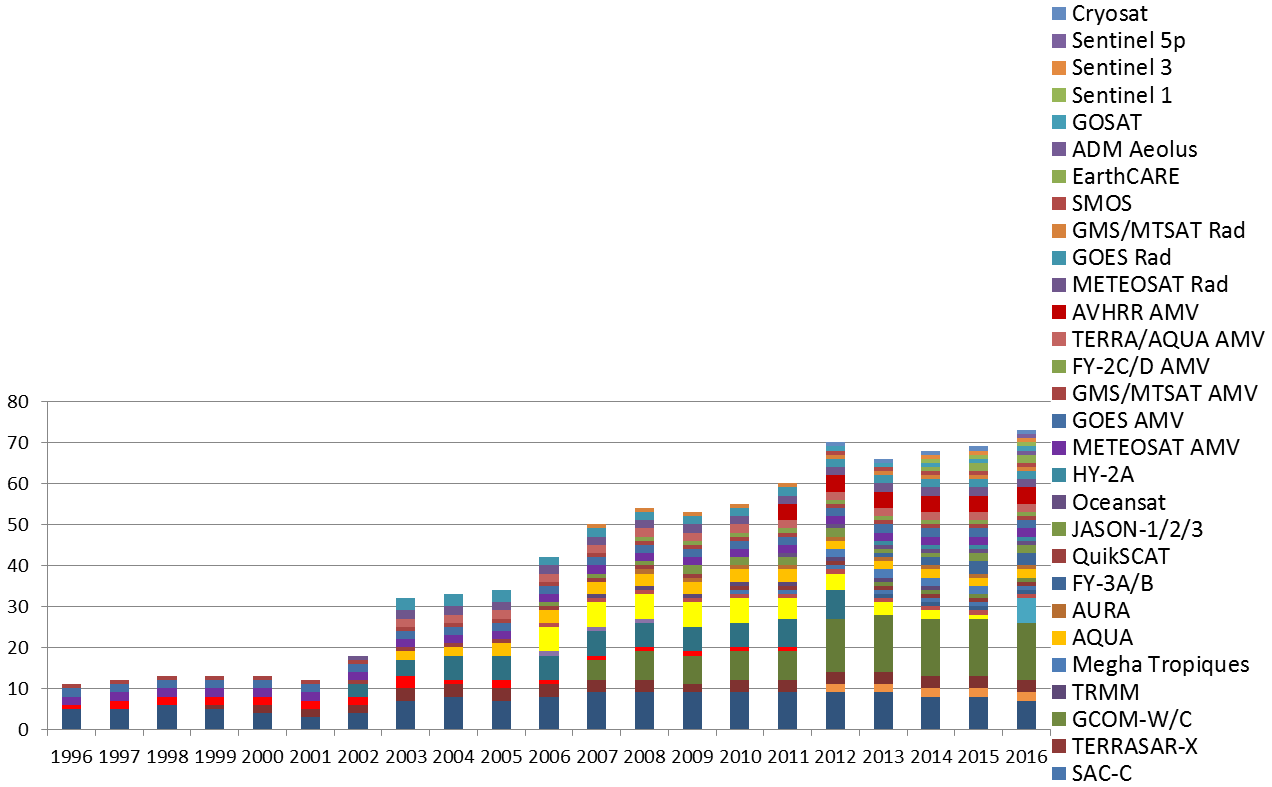 Cryosat
Sentinel 5p
Sentinel 3
Sentinel 1
GOSAT
ADM Aeolus
EarthCARE
SMOS
GMS/MTSAT Rad
GOES Rad
METEOSAT Rad
AVHRR AMV
TERRA/AQUA AMV
FY-2C/D AMV
GMS/MTSAT AMV
GOES AMV
METEOSAT AMV
HY-2A
Oceansat
JASON-1/2/3
QuikSCAT
FY-3A/B
AURA
AQUA
Megha Tropiques
TRMM
GCOM-W/C
TERRASAR-X
SAC-C
80
70
60
50
40
30
20
10
0
1996 1997 1998 1999 2000 2001 2002 2003 2004 2005 2006 2007 2008 2009 2010 2011 2012 2013 2014 2015 2016